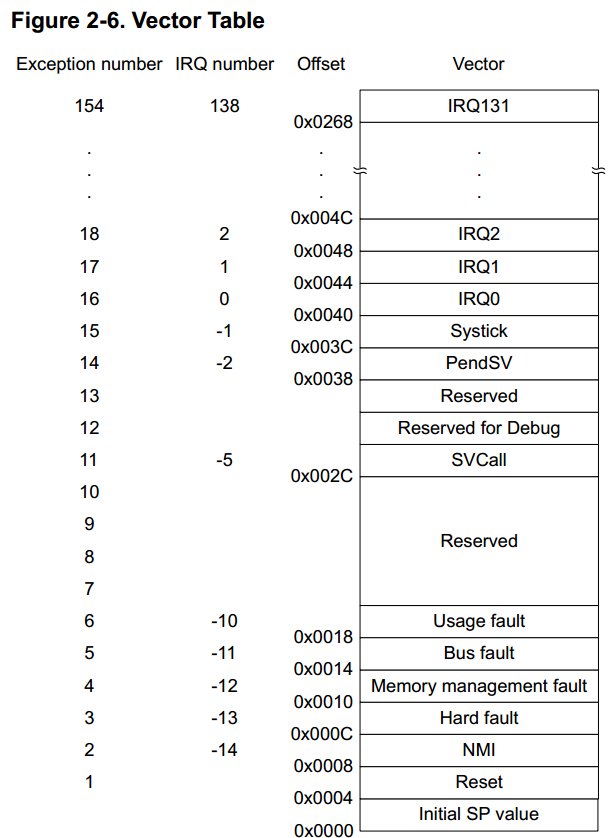 Figure 2-6. Vector Table
Exception number IRQ number Offset Vector
154 138 IRQ131
0x0268
. . .
. . .
. . .
0x004C
18 2 IRQ2
0x0048
17 1 IRQ1
0x0044
16 0 IRQ0
0x0040
15 -1 Systick
0x003C
14 -2 PendSV
0x0038
13 Reserved
12 Reserved for Debug
11 -5 SVCall
0x002C
10
9
Reserved
8
7
6 -10 Usage fault
0x0018
5 -11 Bus fault
0x0014
4 -12 Memory management fault
0x0010
3 -13 Hard fault
0x000C
2 -14 NMI
0x0008
1 Reset
0x0004
Initial SP value
0x0000